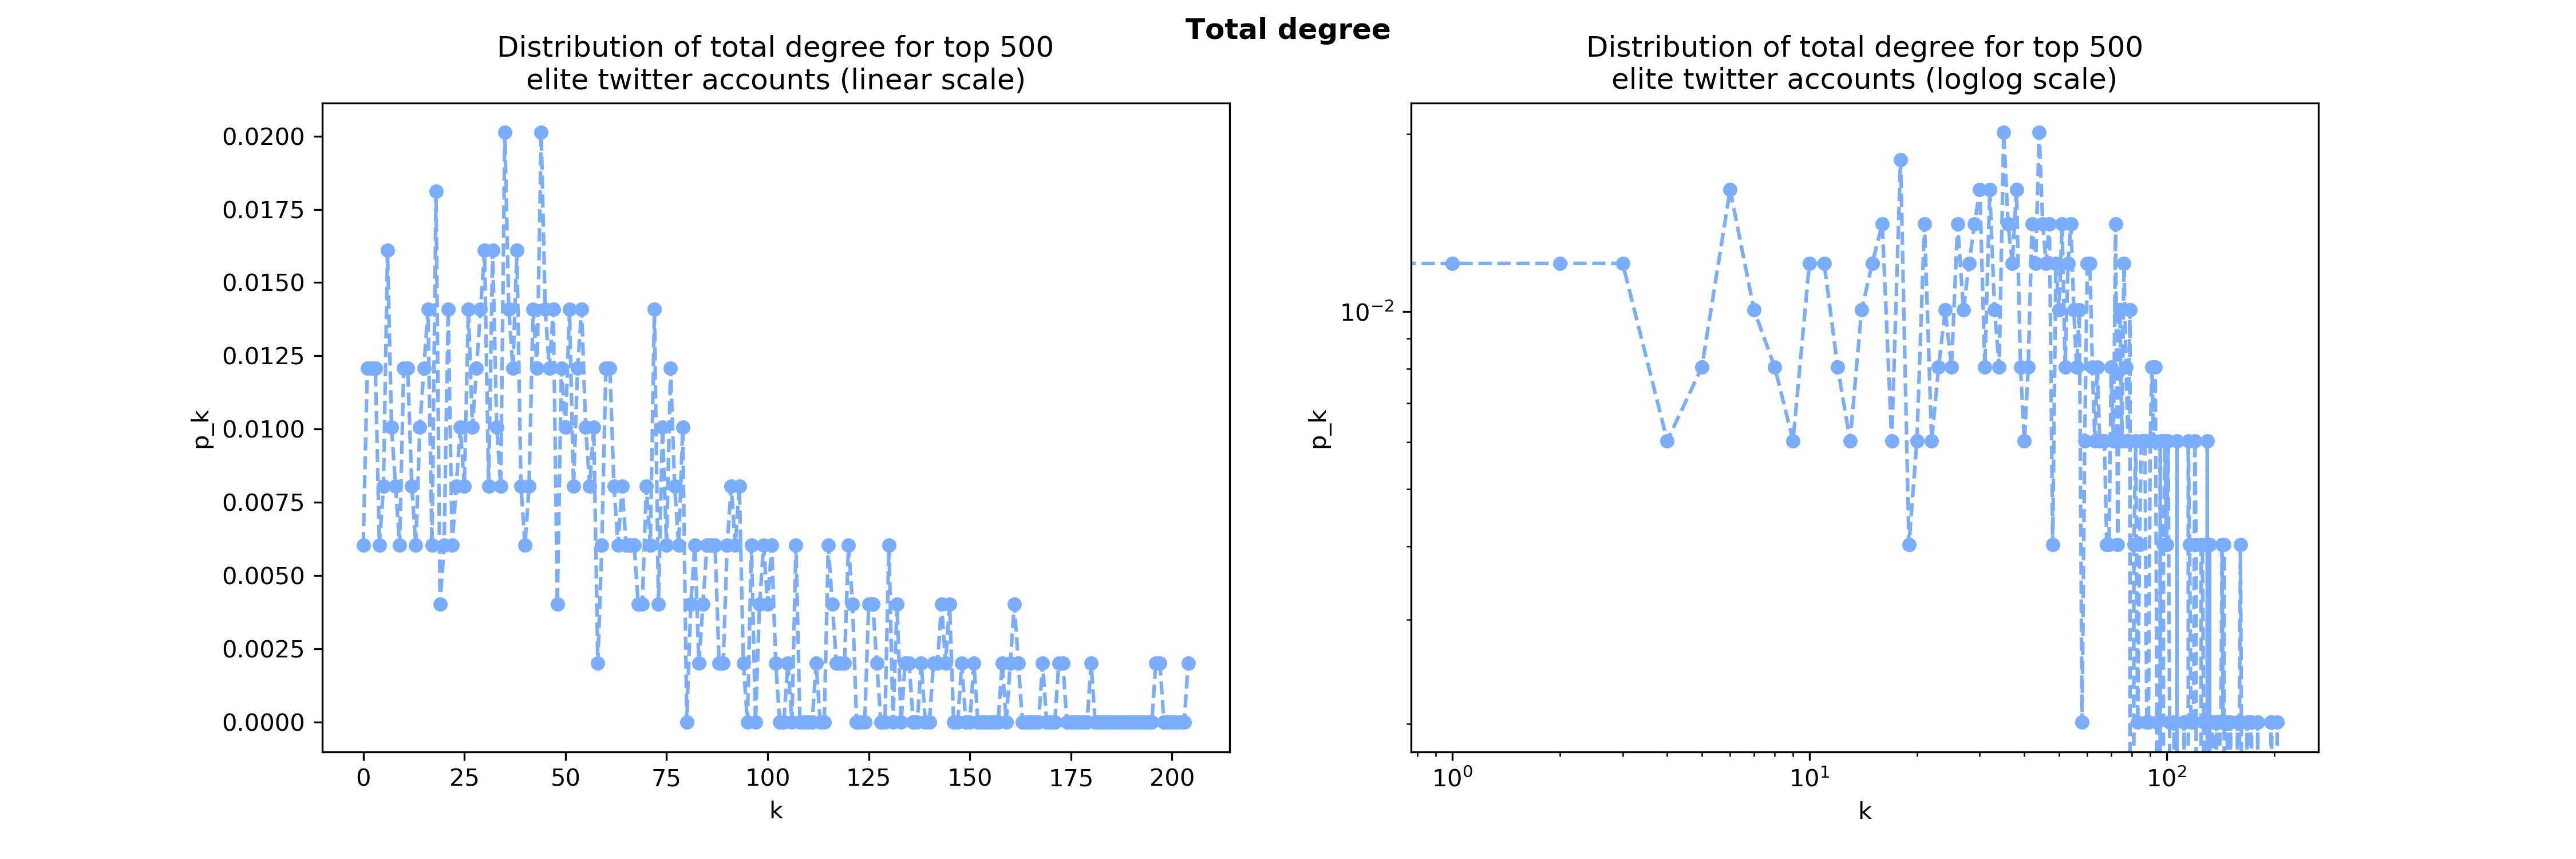 Total degree
Distribution of total degree for top 500
elite twitter accounts (linear scale)
0.0200
0.0175
0.0150
0.0125
0.0100
0.0075
0.0050
0.0025
0.0000
p_k
0 25 50 75 100 125 150 175 200
k
Distribution of total degree for top 500
elite twitter accounts (loglog scale)
10⁻²
p_k
10⁰ 10¹ 10²
k